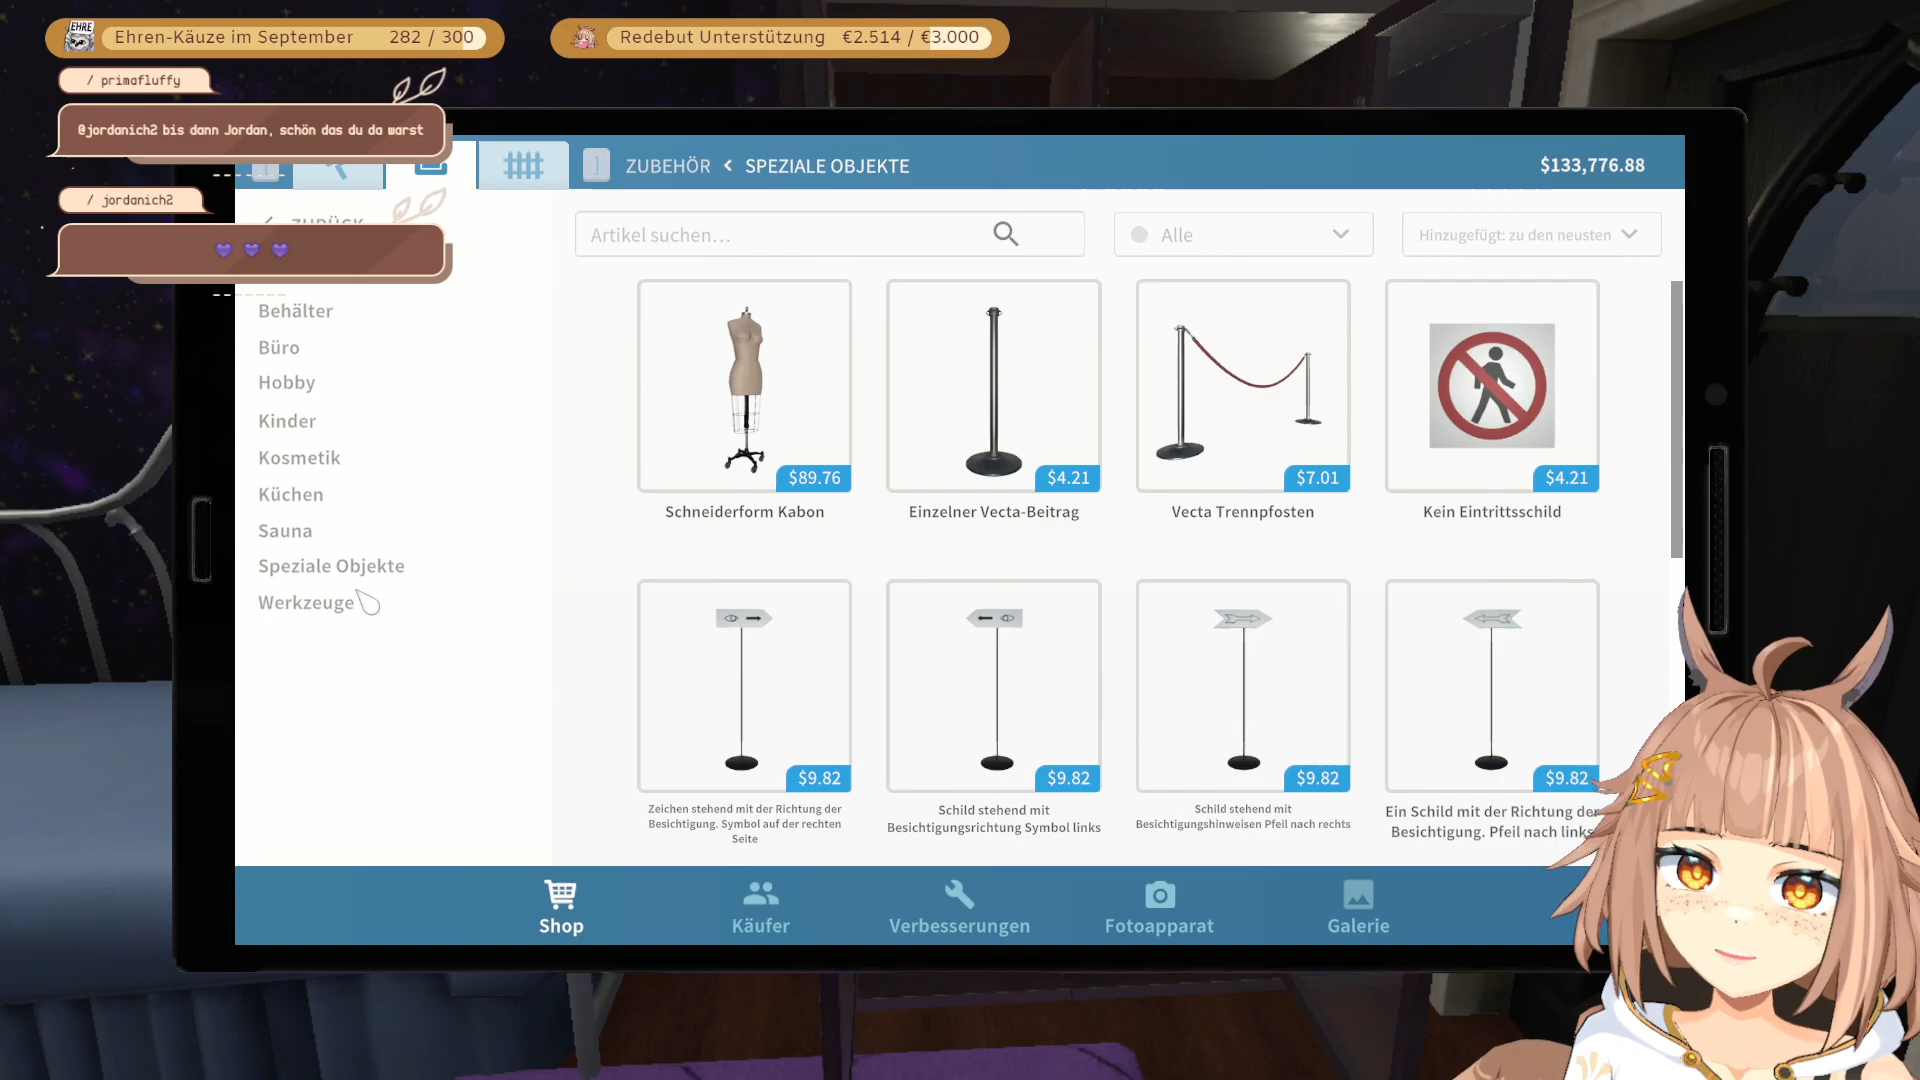 EHRE
Ehren-Käuze im September 282 / 300
Redebut Unterstützung €2.514 / €3.000
/ primafluffy
@jordanich2 bis dann Jordan, schön das du da warst
/ jordanich2
ZUBEHÖR < SPEZIALE OBJEKTE
$133,776.88
< ZURÜCK
Artikel suchen...
Alle
Hinzugefügt: zu den neusten
Behälter
Büro
Hobby
Kinder
Kosmetik
Küchen
Sauna
Speziale Objekte
Werkzeuge
$89.76
$4.21
$7.01
$4.21
Schneiderform Kabon
Einzelner Vecta-Beitrag
Vecta Trennpfosten
Kein Eintrittsschild
$9.82
$9.82
$9.82
$9.82
Zeichen stehend mit der Richtung der
Besichtigung. Symbol auf der rechten
Seite
Schild stehend mit
Besichtigungsrichtung Symbol links
Schild stehend mit
Besichtigungshinweisen Pfeil nach rechts
Ein Schild mit der Richtung der
Besichtigung. Pfeil nach links
Shop
Käufer
Verbesserungen
Fotoapparat
Galerie